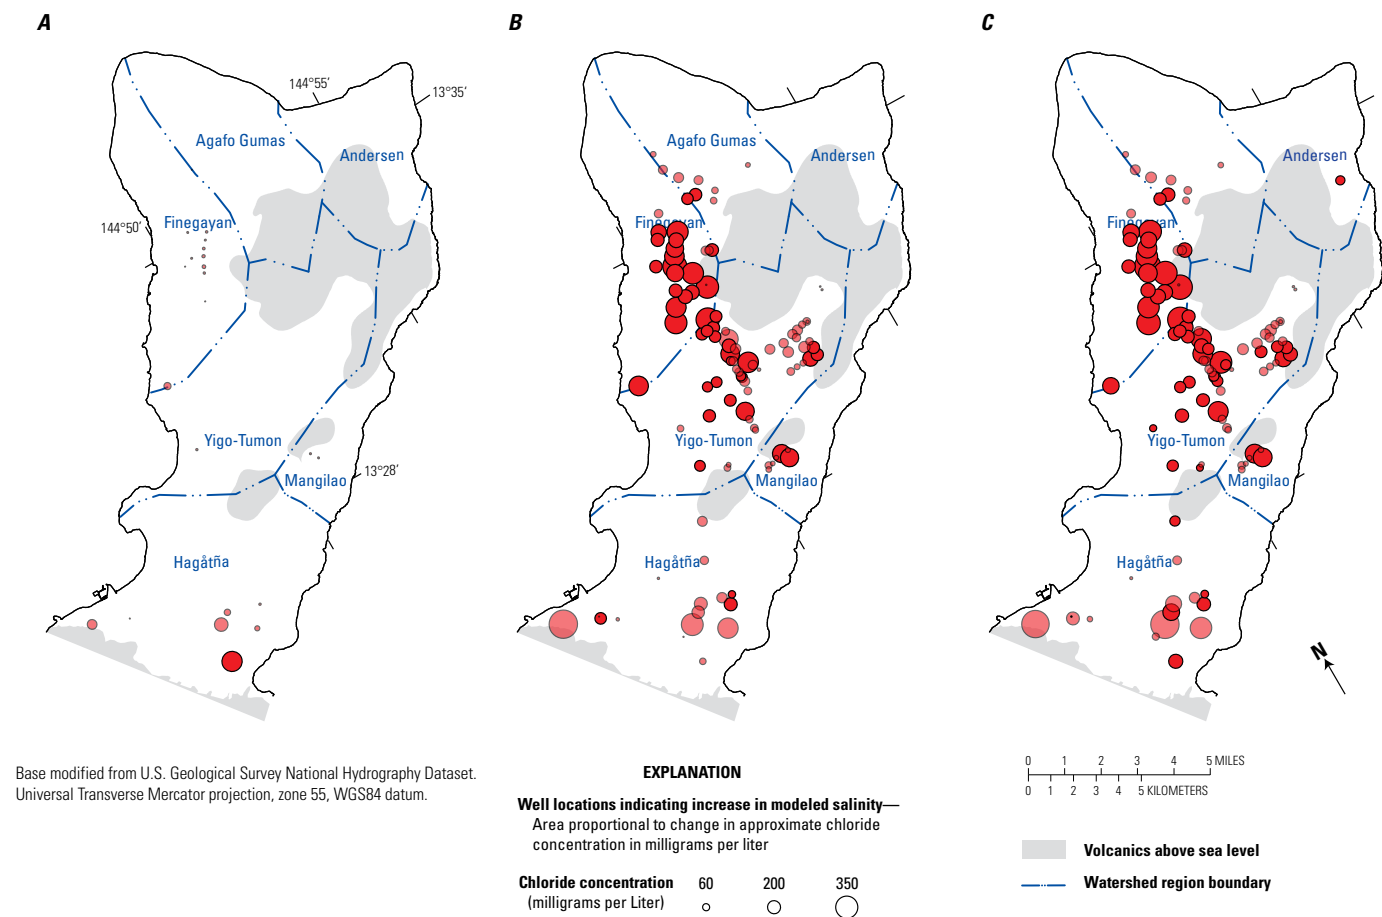 A
B
C
144°55′
13°35′
Agafo Gumas
Andersen
Finegayan
144°50′
Yigo-Tumon
Mangilao
13°28′
Hagåtña
Agafo Gumas
Andersen
Finegayan
Yigo-Tumon
Mangilao
Hagåtña
Andersen
Finegayan
Yigo-Tumon
Mangilao
Hagåtña
N
Base modified from U.S. Geological Survey National Hydrography Dataset.
Universal Transverse Mercator projection, zone 55, WGS84 datum.
EXPLANATION
Well locations indicating increase in modeled salinity—
Area proportional to change in approximate chloride
concentration in milligrams per liter
Chloride concentration 60 200 350
(milligrams per Liter)
0 1 2 3 4 5 MILES
0 1 2 3 4 5 KILOMETERS
Volcanics above sea level
Watershed region boundary